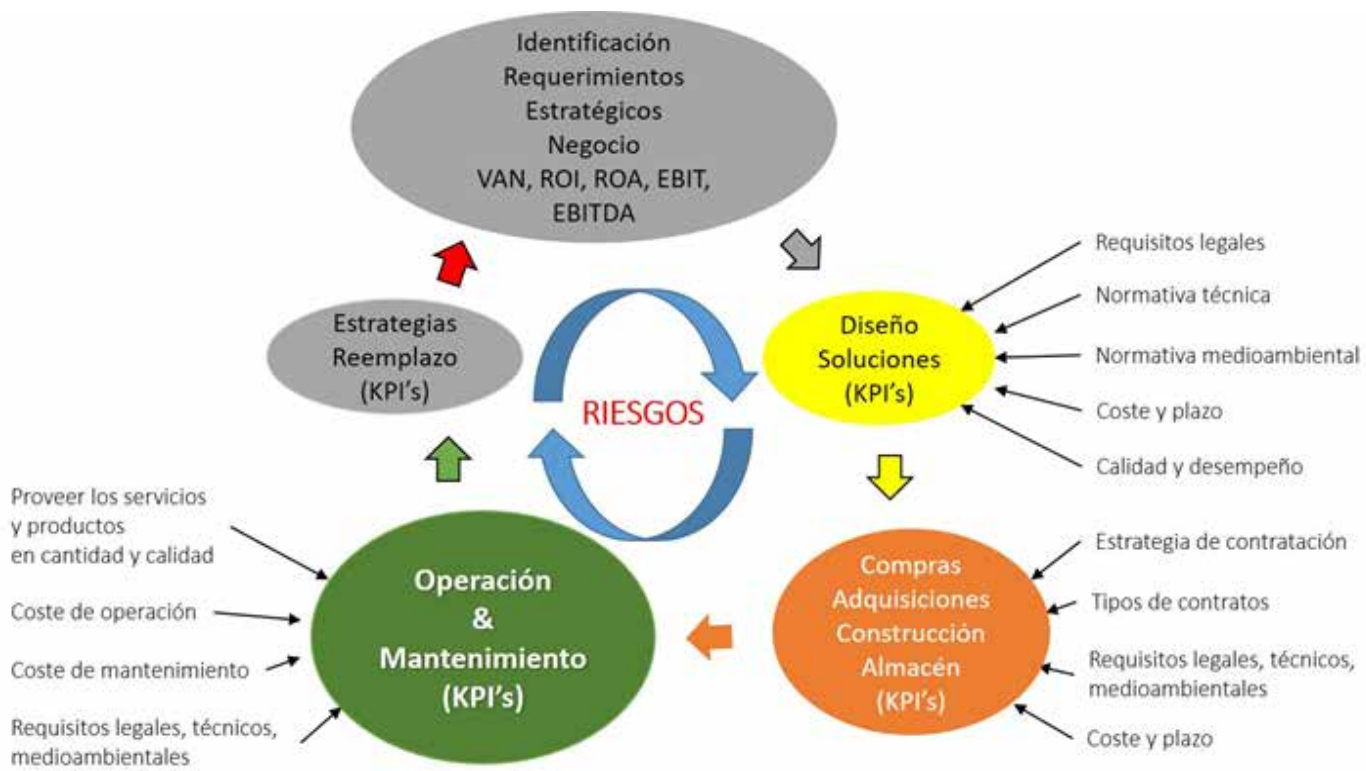 Identificación
Requerimientos
Estratégicos
Negocio
VAN, ROI, ROA, EBIT,
EBITDA
Estrategias
Reemplazo
(KPI's)
RIESGOS
Diseño
Soluciones
(KPI's)
Requisitos legales
Normativa técnica
Normativa medioambiental
Coste y plazo
Calidad y desempeño
Proveer los servicios
y productos
en cantidad y calidad
Coste de operación
Coste de mantenimiento
Requisitos legales, técnicos,
medioambientales
Operación
&
Mantenimiento
(KPI's)
Compras
Adquisiciones
Construcción
Almacén
(KPI's)
Estrategia de contratación
Tipos de contratos
Requisitos legales, técnicos,
medioambientales
Coste y plazo